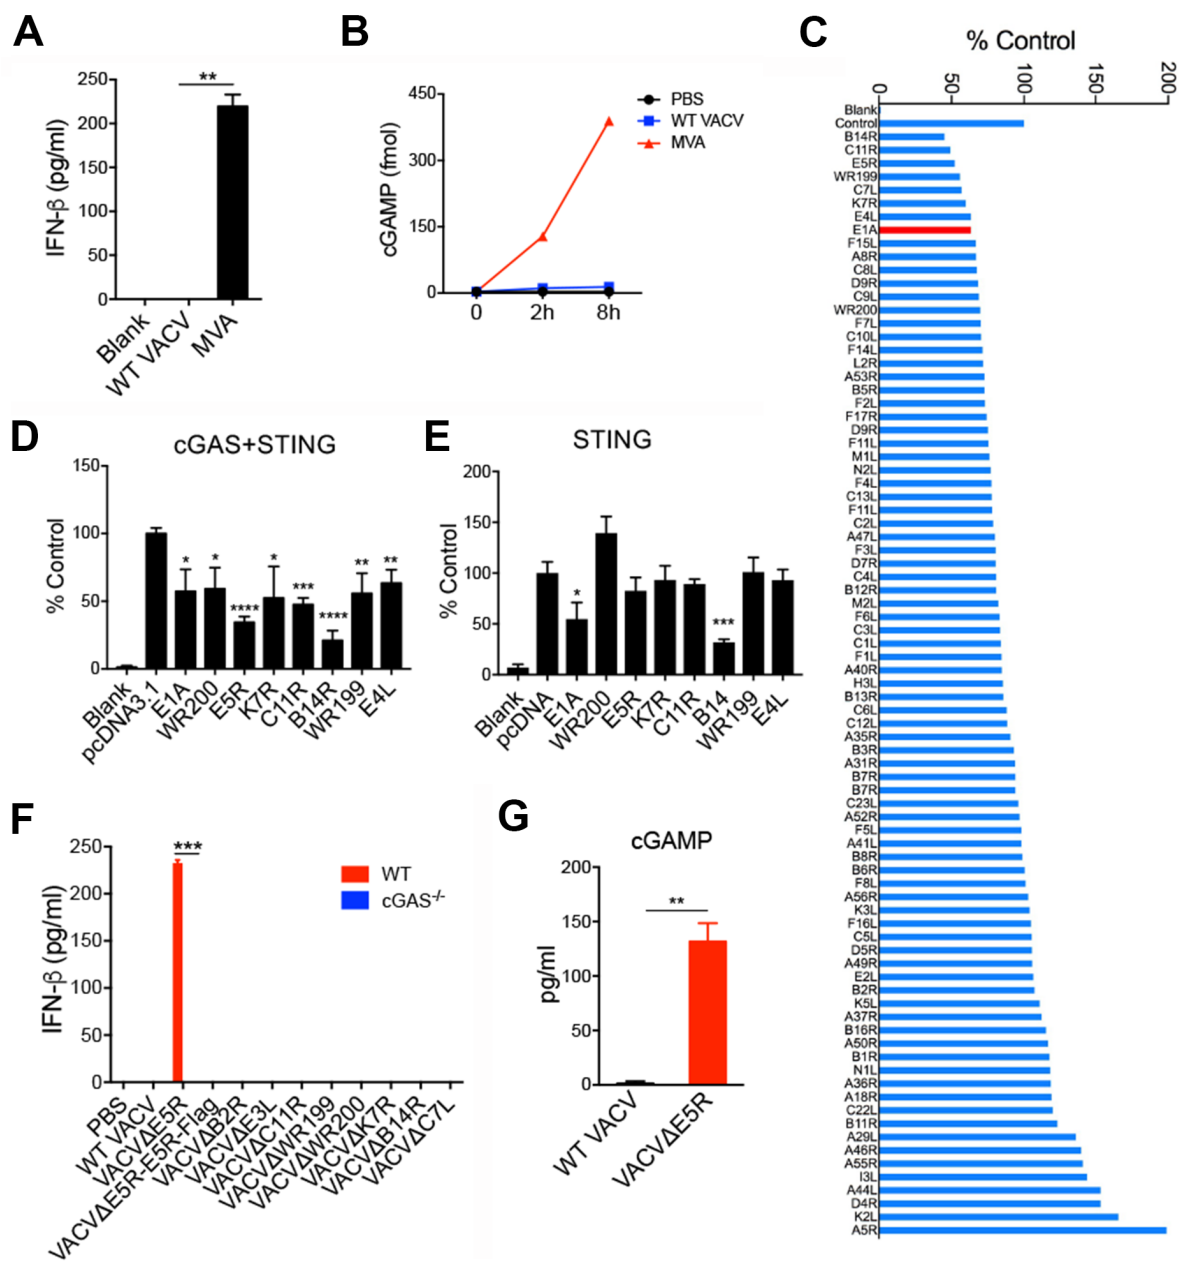 A
IFN-β (pg/ml)
250
200
150
100
50
0
**
Blank
WT VACV
MVA
B
cGAMP (fmol)
450
300
150
0
0
2h
8h
PBS
WT VACV
MVA
C
% Control
0
50
100
150
200
Blank
Control
B14R
C11R
E5R
WR199
C7L
K7R
E4L
E1A
F15L
A8R
C8L
D9R
C9L
WR200
F7L
C10L
F14L
L2R
A53R
B5R
F2L
F17R
D9R
F11L
M1L
N2L
F4L
C13L
F11L
C2L
A47L
F3L
D7R
C4L
B12R
M2L
F6L
C3L
C1L
F1L
A40R
H3L
B13R
C6L
C12L
A35R
B3R
A31R
B7R
B7R
C23L
A52R
F5L
A41L
B8R
B6R
F8L
A56R
K3L
F16L
C5L
D5R
A49R
E2L
B2R
K5L
A37R
B16R
A50R
B1R
N1L
A36R
A18R
C22L
B11R
A29L
A46R
A55R
I3L
A44L
D4R
K2L
A5R
D
cGAS+STING
% Control
150
100
50
0
*
*
****
*
***
****
**
**
Blank
pcDNA3.1
E1A
WR200
E5R
K7R
C11R
B14R
WR199
E4L
E
STING
% Control
200
150
100
50
0
*
***
Blank
pcDNA
E1A
WR200
E5R
K7R
C11R
B14
WR199
E4L
F
IFN-β (pg/ml)
250
200
150
100
50
0
***
WT
cGAS-/-
PBS
WT VACV
VACVΔE5R
VACVΔE5R-E5R-Flag
VACVΔB2R
VACVΔE3L
VACVΔC11R
VACVΔWR199
VACVΔWR200
VACVΔK7R
VACVΔB14R
VACVΔC7L
G
cGAMP
pg/ml
200
150
100
50
0
**
WT VACV
VACVΔE5R